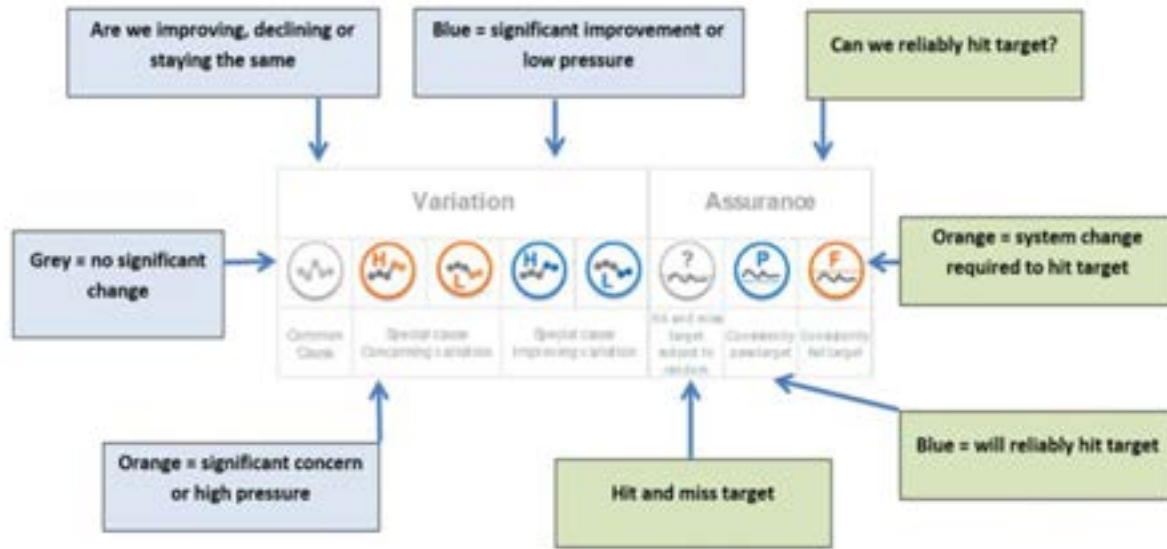 Are we improving, declining or
staying the same
Blue = significant improvement or
low pressure
Can we reliably hit target?
Variation
Assurance
Grey = no significant
change
H
L
H
L
?
P
F
Orange = system change
required to hit target
Common
Cause
Special cause
Concerning variation
Special cause
Improving variation
Hit and miss
target
subject to
random
Consistently
pass target
Consistently
fail target
Orange = significant concern
or high pressure
Hit and miss target
Blue = will reliably hit target